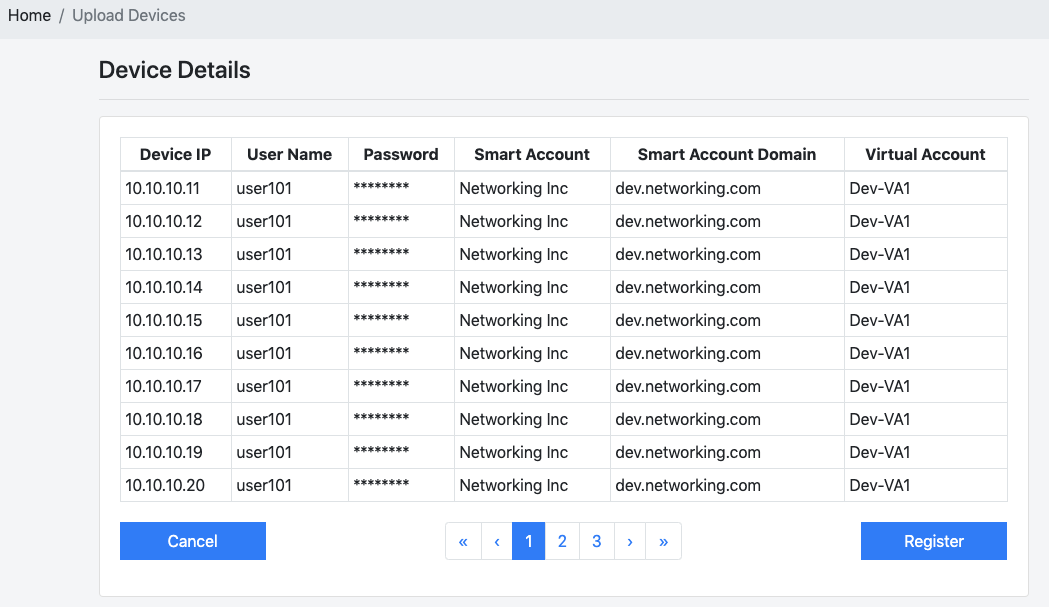 Home / Upload Devices
Device Details
Device IP User Name Password Smart Account Smart Account Domain Virtual Account
10.10.10.11 user101 ******** Networking Inc dev.networking.com Dev-VA1
10.10.10.12 user101 ******** Networking Inc dev.networking.com Dev-VA1
10.10.10.13 user101 ******** Networking Inc dev.networking.com Dev-VA1
10.10.10.14 user101 ******** Networking Inc dev.networking.com Dev-VA1
10.10.10.15 user101 ******** Networking Inc dev.networking.com Dev-VA1
10.10.10.16 user101 ******** Networking Inc dev.networking.com Dev-VA1
10.10.10.17 user101 ******** Networking Inc dev.networking.com Dev-VA1
10.10.10.18 user101 ******** Networking Inc dev.networking.com Dev-VA1
10.10.10.19 user101 ******** Networking Inc dev.networking.com Dev-VA1
10.10.10.20 user101 ******** Networking Inc dev.networking.com Dev-VA1
Cancel « ‹ 1 2 3 › » Register